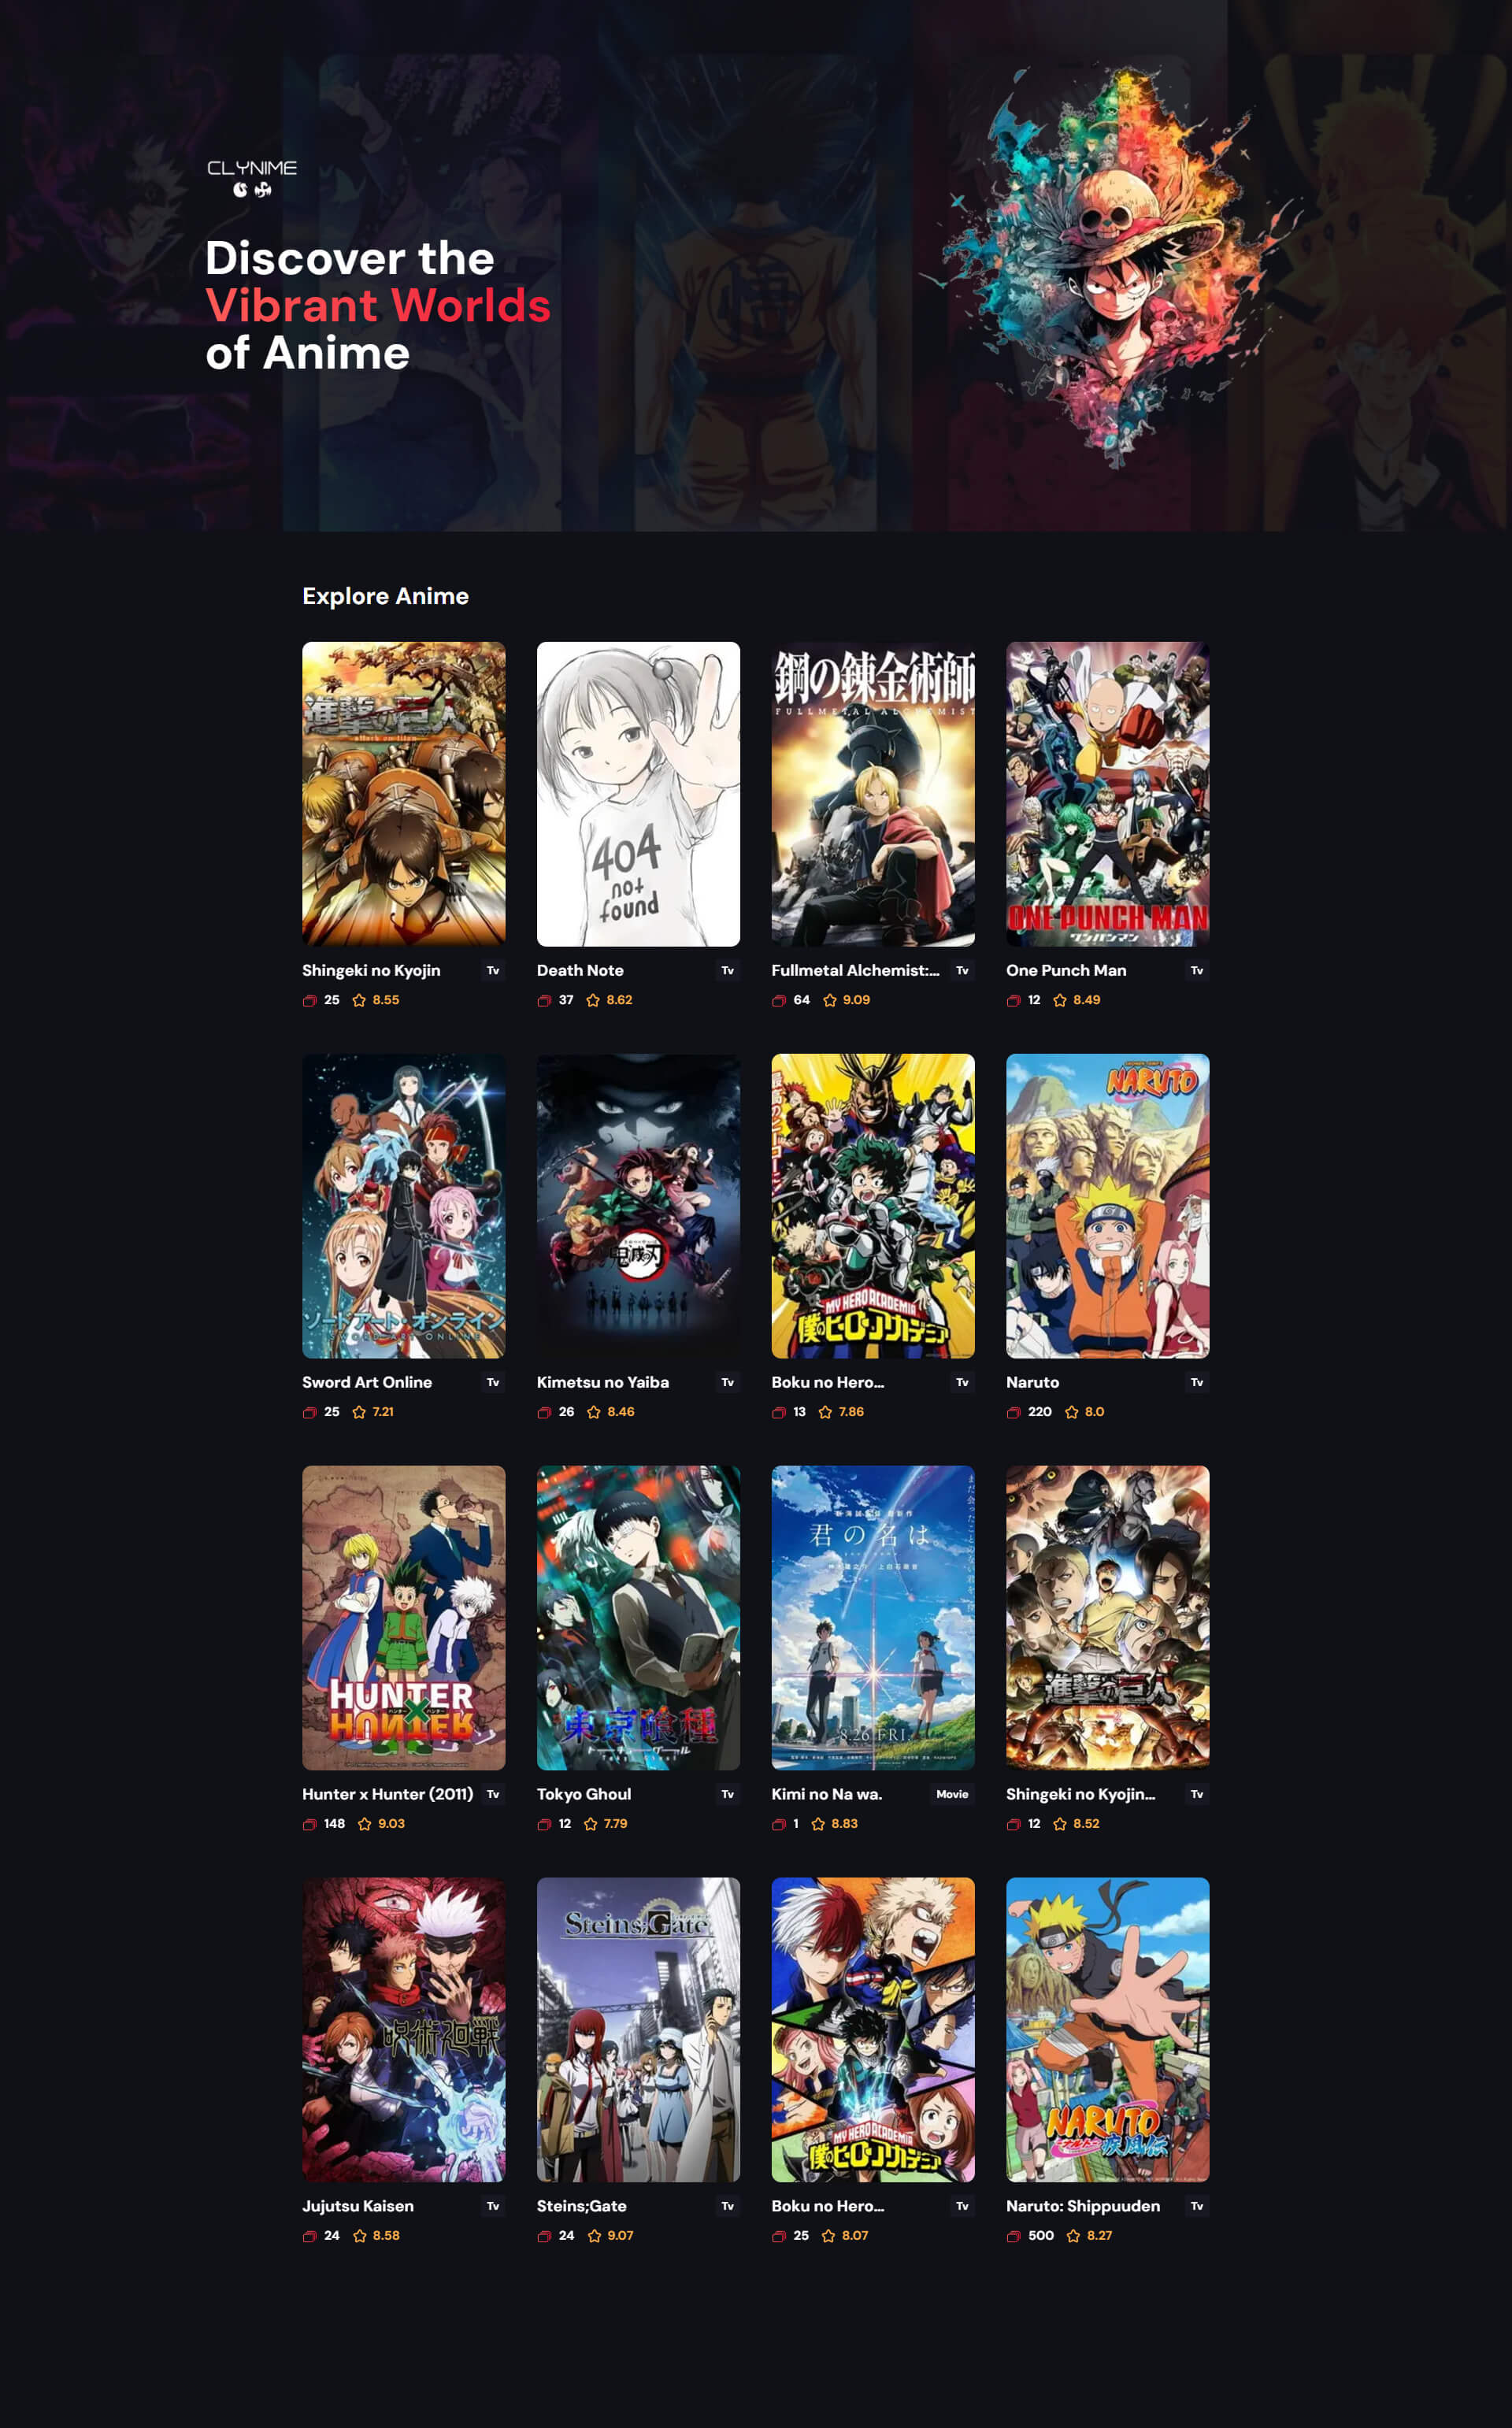 CLYNIME
Discover the
Vibrant Worlds
of Anime
Explore Anime
進撃の巨人
attack on titan
404
not
found
鋼の錬金術師
FULLMETAL ALCHEMIST
ONE PUNCH MAN
ワンパンマン
Shingeki no Kyojin Tv
25 8.55
Death Note Tv
37 8.62
Fullmetal Alchemist:... Tv
64 9.09
One Punch Man Tv
12 8.49
ソードアート・オンライン
SWORD ART ONLINE
鬼滅の刃
MY HERO ACADEMIA
僕のヒーローアカデミア
NARUTO
Sword Art Online Tv
25 7.21
Kimetsu no Yaiba Tv
26 8.46
Boku no Hero... Tv
13 7.86
Naruto Tv
220 8.0
HUNTER
HUNTER
東京喰種
トーキョーグール
君の名は。
8.26 FRI.
進撃の巨人
Hunter x Hunter (2011) Tv
148 9.03
Tokyo Ghoul Tv
12 7.79
Kimi no Na wa. Movie
1 8.83
Shingeki no Kyojin... Tv
12 8.52
呪術廻戦
Steins;Gate
MY HERO ACADEMIA
僕のヒーローアカデミア
NARUTO
ナルト 疾風伝
Jujutsu Kaisen Tv
24 8.58
Steins;Gate Tv
24 9.07
Boku no Hero... Tv
25 8.07
Naruto: Shippuuden Tv
500 8.27